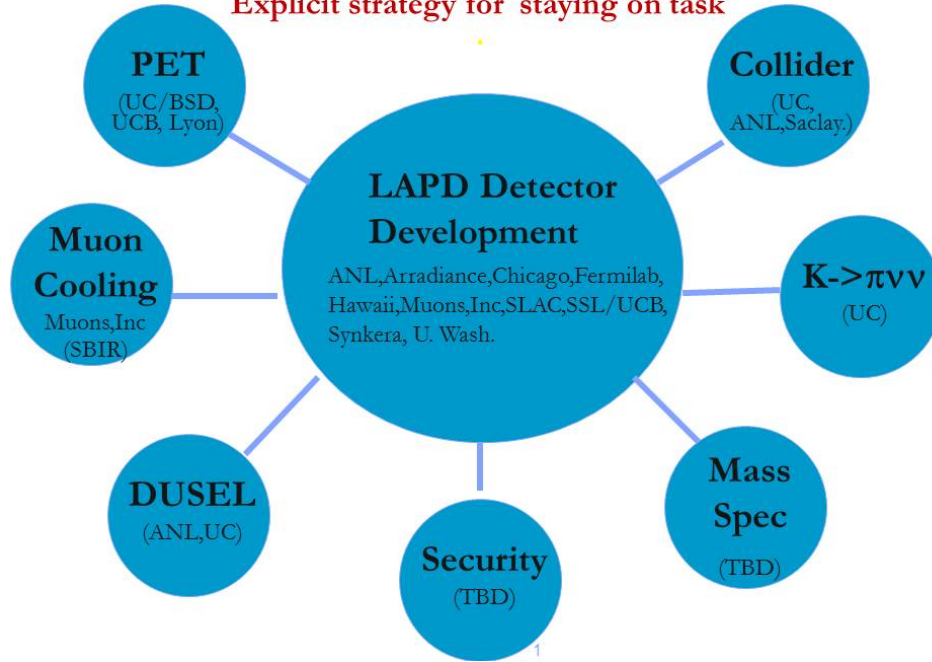 Explicit strategy for staying on task
PET
(UC/BSD,
UCB, Lyon)
Collider
(UC,
ANL,Saclay.)
LAPD Detector
Development
ANL,Arradiance,Chicago,Fermilab,
Hawaii,Muons,Inc,SLAC,SSL/UCB,
Synkera, U. Wash.
Muon
Cooling
Muons,Inc
(SBIR)
K->πνν
(UC)
DUSEL
(ANL,UC)
Security
(TBD)
Mass
Spec
(TBD)
1